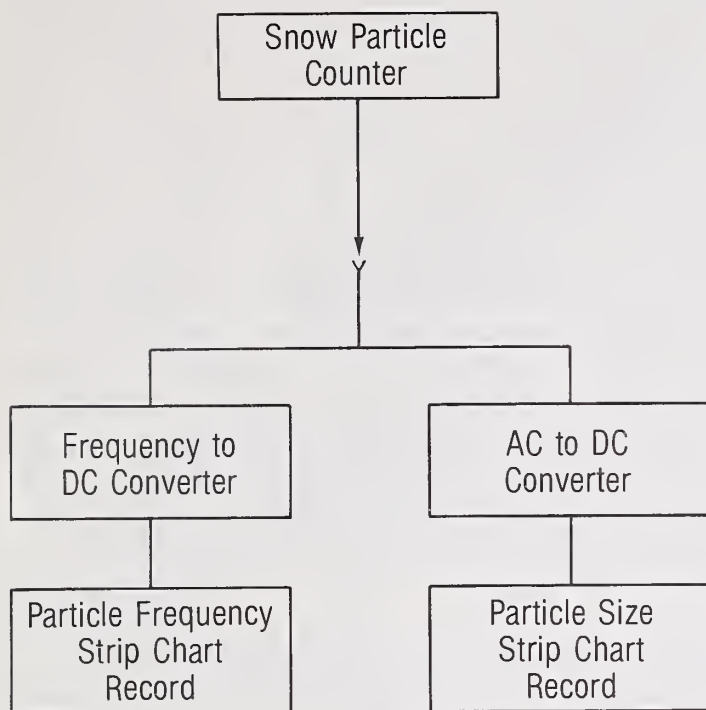 Snow Particle
Counter
Frequency to
DC Converter
AC to DC
Converter
Particle Frequency
Strip Chart
Record
Particle Size
Strip Chart
Record